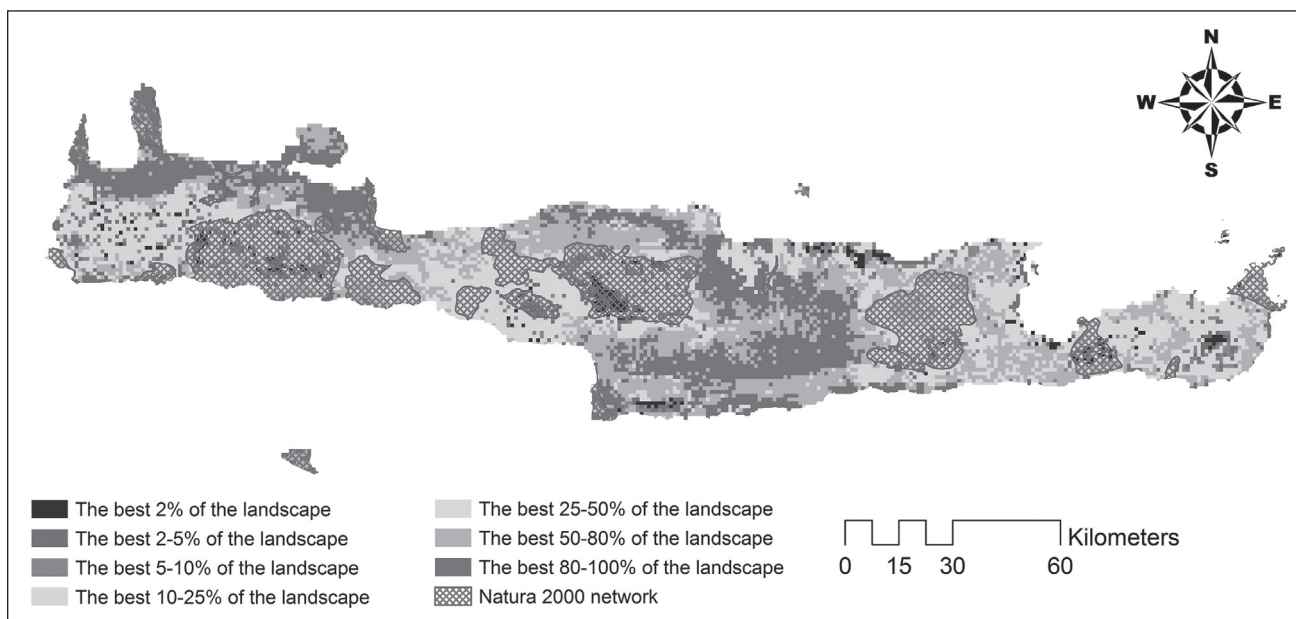 N
W E
S
The best 2% of the landscape
The best 2-5% of the landscape
The best 5-10% of the landscape
The best 10-25% of the landscape
The best 25-50% of the landscape
The best 50-80% of the landscape
The best 80-100% of the landscape
Natura 2000 network
Kilometers
0 15 30 60